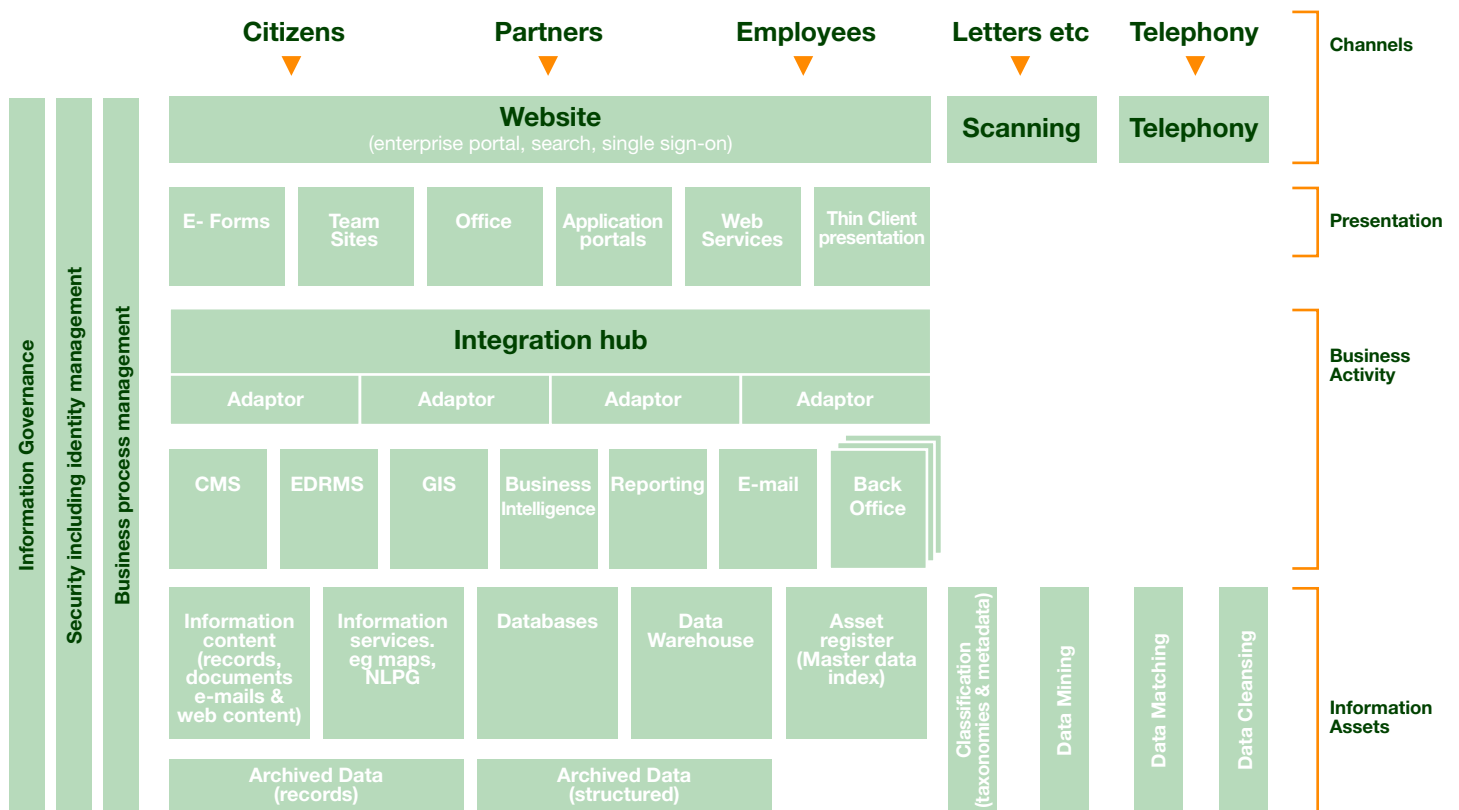 Citizens
Partners
Employees
Letters etc
Telephony
Channels
Website
(enterprise portal, search, single sign-on)
Scanning
Telephony
E- Forms
Team
Sites
Office
Application
portals
Web
Services
Thin Client
presentation
Presentation
Information Governance
Security including identity management
Business process management
Integration hub
Adaptor
Adaptor
Adaptor
Adaptor
Business
Activity
CMS
EDRMS
GIS
Business
Intelligence
Reporting
E-mail
Back
Office
Information
content
(records,
documents
e-mails &
web content)
Information
services.
eg maps,
NLPG
Databases
Data
Warehouse
Asset
register
(Master data
index)
Classification
(taxonomies & metadata)
Data Mining
Data Matching
Data Cleansing
Information
Assets
Archived Data
(records)
Archived Data
(structured)